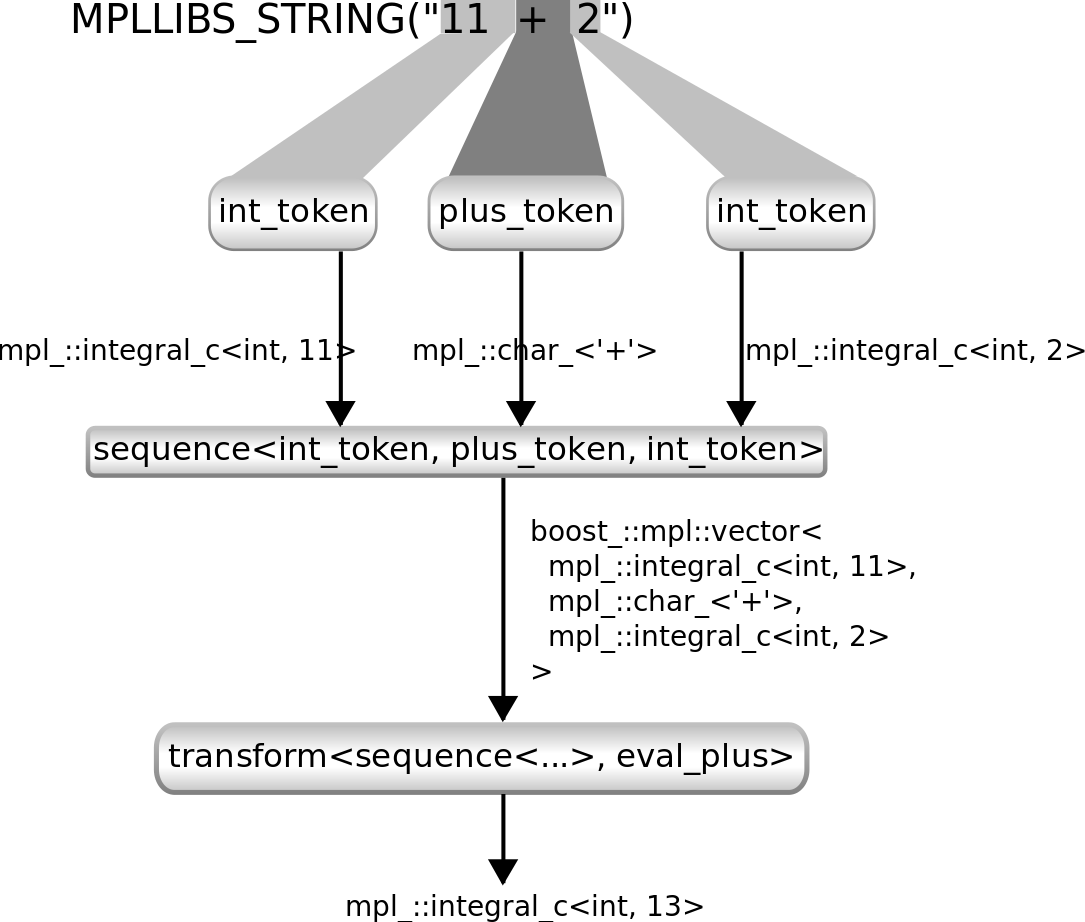 MPLLIBS_STRING("11 + 2")
int_token plus_token int_token
mpl_::integral_c<int, 11> mpl_::char_<'+'> mpl_::integral_c<int, 2>
sequence<int_token, plus_token, int_token>
boost_::mpl::vector<
mpl_::integral_c<int, 11>,
mpl_::char_<'+'>,
mpl_::integral_c<int, 2>
>
transform<sequence<...>, eval_plus>
mpl_::integral_c<int, 13>